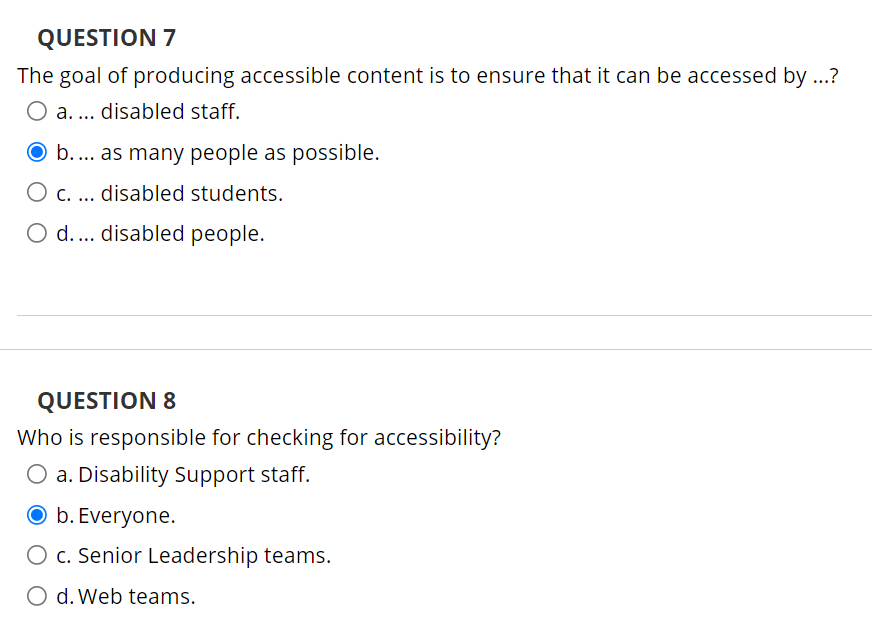 QUESTION 7
The goal of producing accessible content is to ensure that it can be accessed by ...?
a. ... disabled staff.
b. ... as many people as possible.
c. ... disabled students.
d. ... disabled people.
QUESTION 8
Who is responsible for checking for accessibility?
a. Disability Support staff.
b. Everyone.
c. Senior Leadership teams.
d. Web teams.